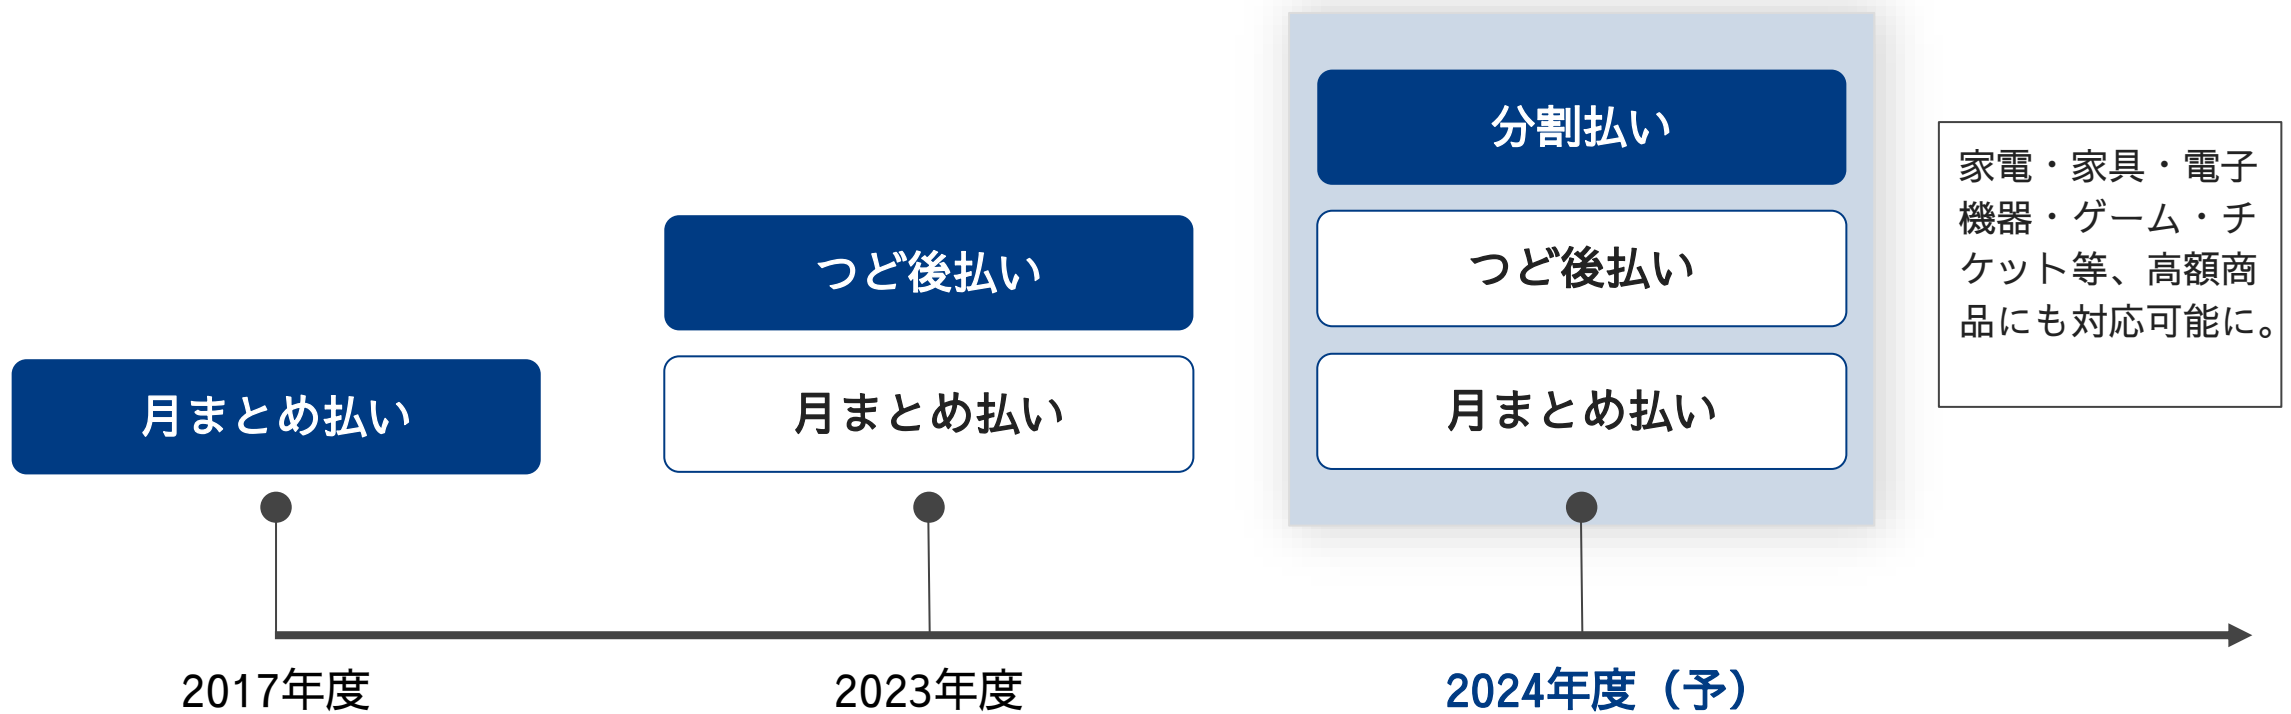 分割払い
つど後払い
月まとめ払い
つど後払い
月まとめ払い
月まとめ払い
家電・家具・電子
機器・ゲーム・チ
ケット等、高額商
品にも対応可能に。
2017年度
2023年度
2024年度（予）